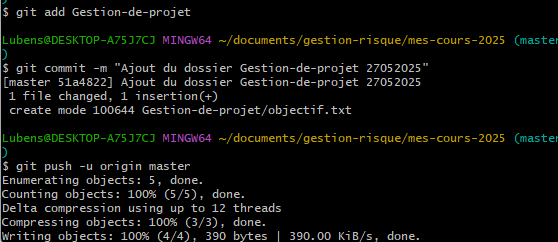 $ git add Gestion-de-projet
Lubens@DESKTOP-A75J7CJ MINGW64 ~/documents/gestion-risque/mes-cours-2025 (master
)
$ git commit -m "Ajout du dossier Gestion-de-projet 27052025"
[master 51a4822] Ajout du dossier Gestion-de-projet 27052025
 1 file changed, 1 insertion(+)
 create mode 100644 Gestion-de-projet/objectif.txt
Lubens@DESKTOP-A75J7CJ MINGW64 ~/documents/gestion-risque/mes-cours-2025 (master
)
$ git push -u origin master
Enumerating objects: 5, done.
Counting objects: 100% (5/5), done.
Delta compression using up to 12 threads
Compressing objects: 100% (3/3), done.
Writing objects: 100% (4/4), 390 bytes | 390.00 KiB/s, done.